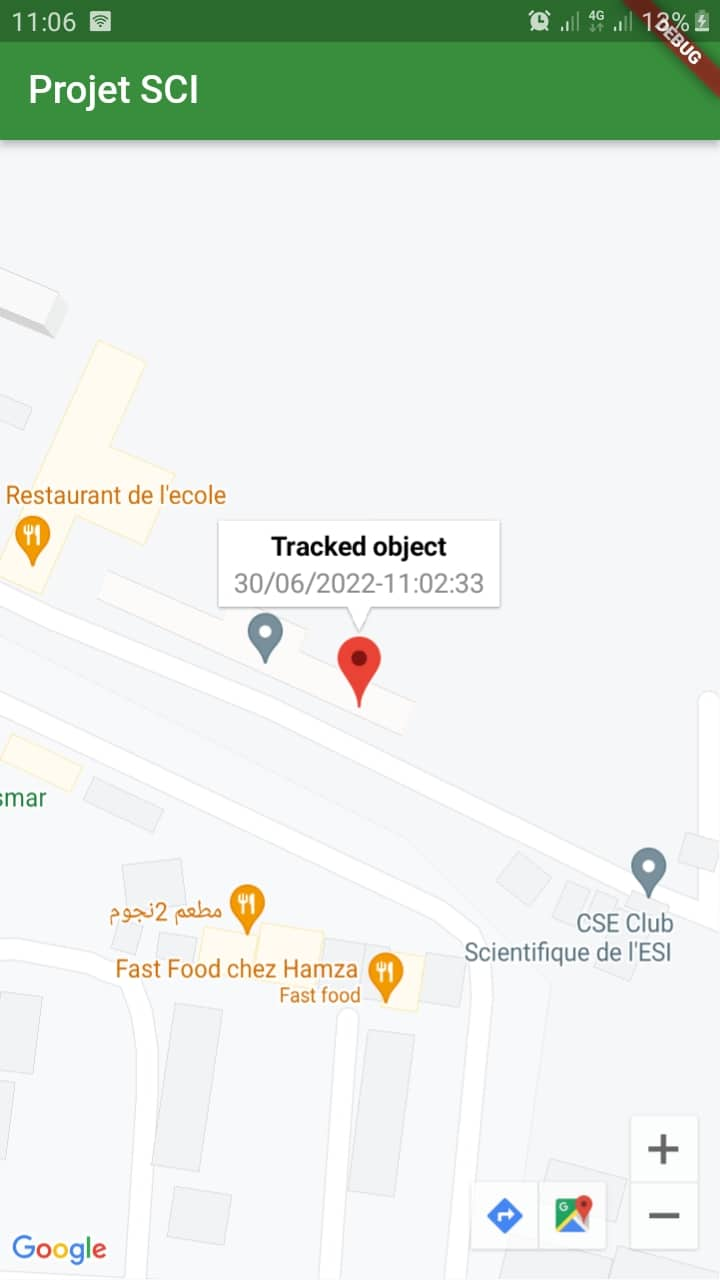 11:06 4G 13%
DEBUG
Projet SCI
Restaurant de l'ecole
Tracked object
30/06/2022-11:02:33
smar
مطعم 2نجوم
CSE Club
Scientifique de l'ESI
Fast Food chez Hamza
Fast food
Google